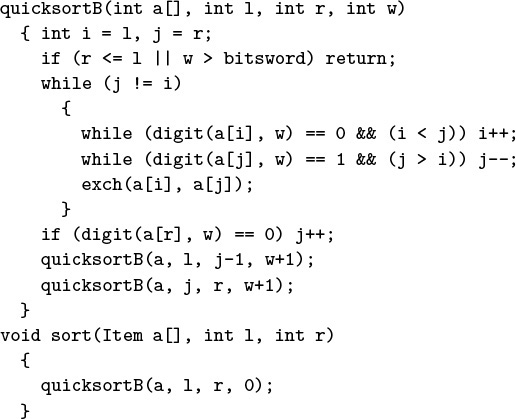 quicksortB(int a[], int l, int r, int w)
{ int i = l, j = r;
if (r <= l || w > bitsword) return;
while (j != i)
{
while (digit(a[i], w) == 0 && (i < j)) i++;
while (digit(a[j], w) == 1 && (j > i)) j--;
exch(a[i], a[j]);
}
if (digit(a[r], w) == 0) j++;
quicksortB(a, l, j-1, w+1);
quicksortB(a, j, r, w+1);
}
void sort(Item a[], int l, int r)
{
quicksortB(a, l, r, 0);
}